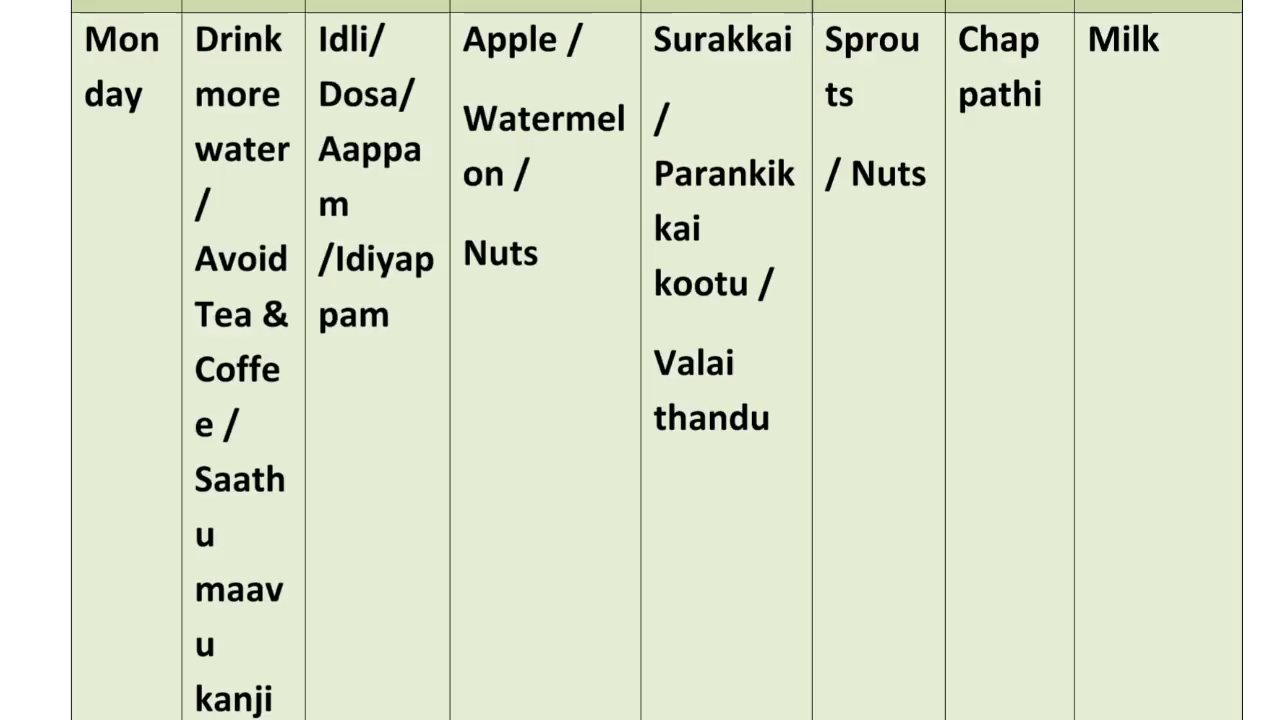 Mon
day
Drink
more
water
/
Avoid
Tea &
Coffe
e /
Saath
u
maav
u
kanji
Idli/
Dosa/
Aappa
m
/Idiyap
pam
Apple /
Watermel
on /
Nuts
Surakkai
/
Parankik
kai
kootu /
Valai
thandu
Sprou
ts
/ Nuts
Chap
pathi
Milk